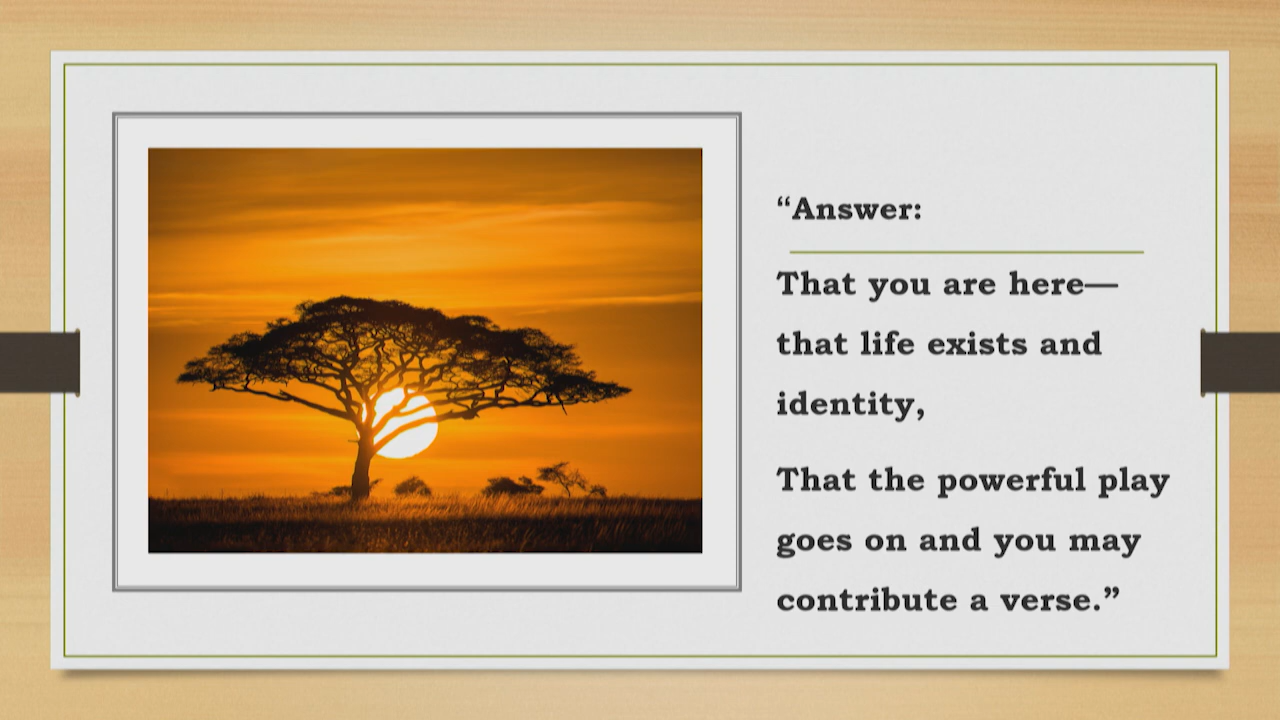 “Answer:
That you are here—
that life exists and
identity,
That the powerful play
goes on and you may
contribute a verse.”